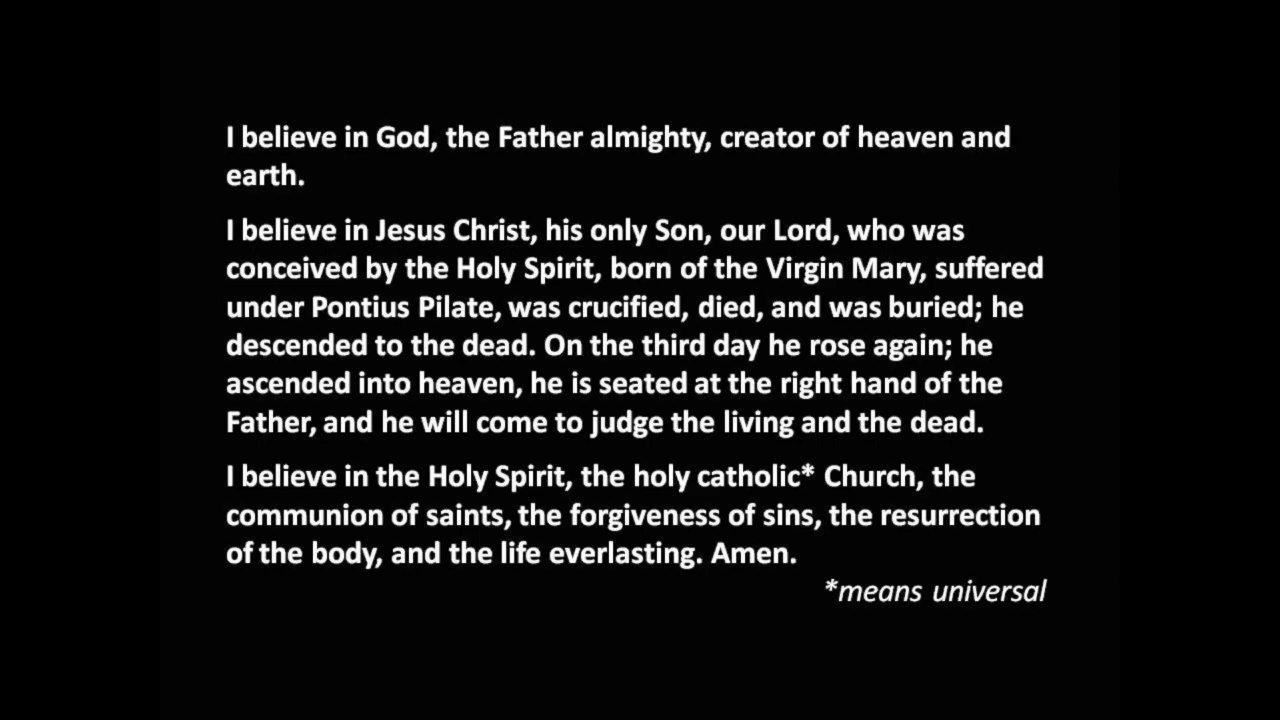 I believe in God, the Father almighty, creator of heaven and
earth.
I believe in Jesus Christ, his only Son, our Lord, who was
conceived by the Holy Spirit, born of the Virgin Mary, suffered
under Pontius Pilate, was crucified, died, and was buried; he
descended to the dead. On the third day he rose again; he
ascended into heaven, he is seated at the right hand of the
Father, and he will come to judge the living and the dead.
I believe in the Holy Spirit, the holy catholic* Church, the
communion of saints, the forgiveness of sins, the resurrection
of the body, and the life everlasting. Amen.
*means universal